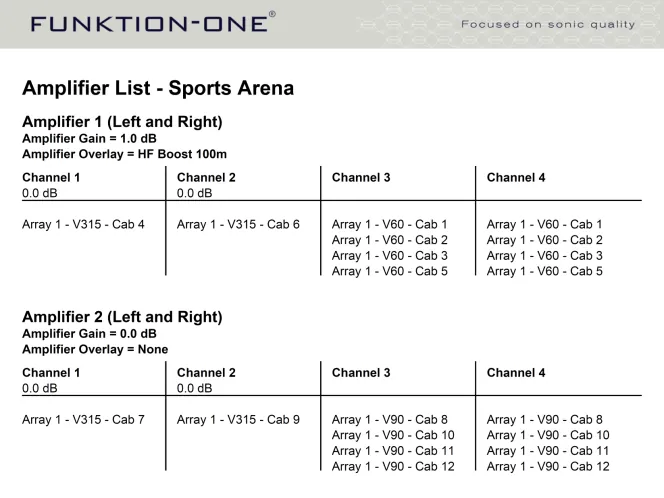 FUNKTION-ONE®
Focused on sonic quality
Amplifier List - Sports Arena
Amplifier 1 (Left and Right)
Amplifier Gain = 1.0 dB
Amplifier Overlay = HF Boost 100m
Channel 1 Channel 2 Channel 3 Channel 4
0.0 dB 0.0 dB
Array 1 - V315 - Cab 4 Array 1 - V315 - Cab 6 Array 1 - V60 - Cab 1 Array 1 - V60 - Cab 1
Array 1 - V60 - Cab 2 Array 1 - V60 - Cab 2
Array 1 - V60 - Cab 3 Array 1 - V60 - Cab 3
Array 1 - V60 - Cab 5 Array 1 - V60 - Cab 5
Amplifier 2 (Left and Right)
Amplifier Gain = 0.0 dB
Amplifier Overlay = None
Channel 1 Channel 2 Channel 3 Channel 4
0.0 dB 0.0 dB
Array 1 - V315 - Cab 7 Array 1 - V315 - Cab 9 Array 1 - V90 - Cab 8 Array 1 - V90 - Cab 8
Array 1 - V90 - Cab 10 Array 1 - V90 - Cab 10
Array 1 - V90 - Cab 11 Array 1 - V90 - Cab 11
Array 1 - V90 - Cab 12 Array 1 - V90 - Cab 12